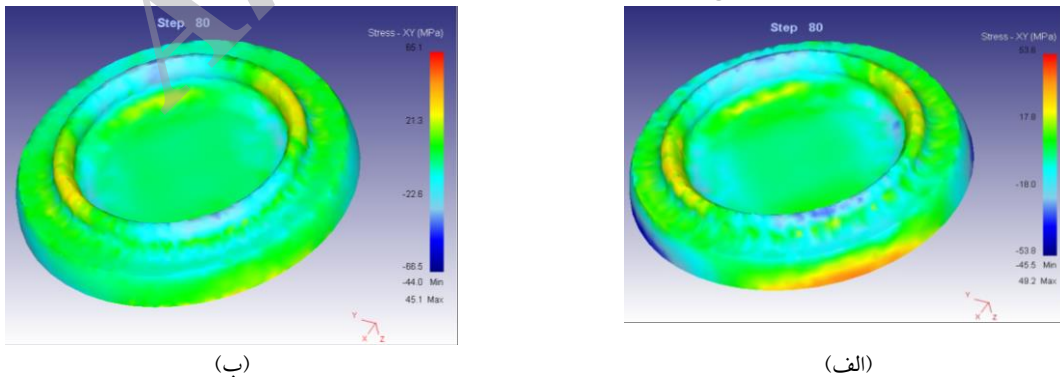 Step 80
Stress - XY (MPa)
65.1
21.3
-22.6
-66.5
-44.0 Min
45.1 Max
Y
X Z
(ب)
Step 80
Stress - XY (MPa)
53.6
17.8
-18.0
-53.8
-45.5 Min
49.2 Max
Y
X Z
(الف)